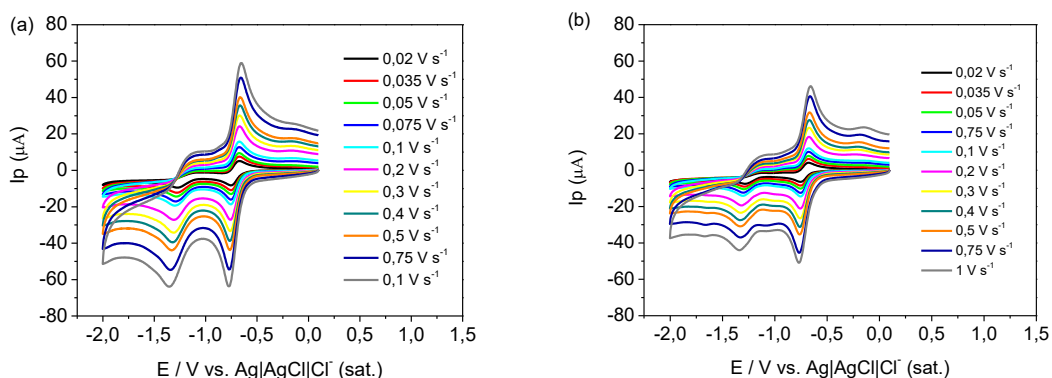 (a)
Ip (µA)
80
60
40
20
0
-20
-40
-60
-80
-2,0 -1,5 -1,0 -0,5 0,0 0,5 1,0 1,5
E / V vs. Ag|AgCl|Cl⁻ (sat.)
0,02 V s⁻¹
0,035 V s⁻¹
0,05 V s⁻¹
0,075 V s⁻¹
0,1 V s⁻¹
0,2 V s⁻¹
0,3 V s⁻¹
0,4 V s⁻¹
0,5 V s⁻¹
0,75 V s⁻¹
0,1 V s⁻¹
(b)
Ip (µA)
80
60
40
20
0
-20
-40
-60
-80
-2,0 -1,5 -1,0 -0,5 0,0 0,5 1,0 1,5
E / V vs. Ag|AgCl|Cl⁻ (sat.)
0,02 V s⁻¹
0,035 V s⁻¹
0,05 V s⁻¹
0,75 V s⁻¹
0,1 V s⁻¹
0,2 V s⁻¹
0,3 V s⁻¹
0,4 V s⁻¹
0,5 V s⁻¹
0,75 V s⁻¹
1 V s⁻¹